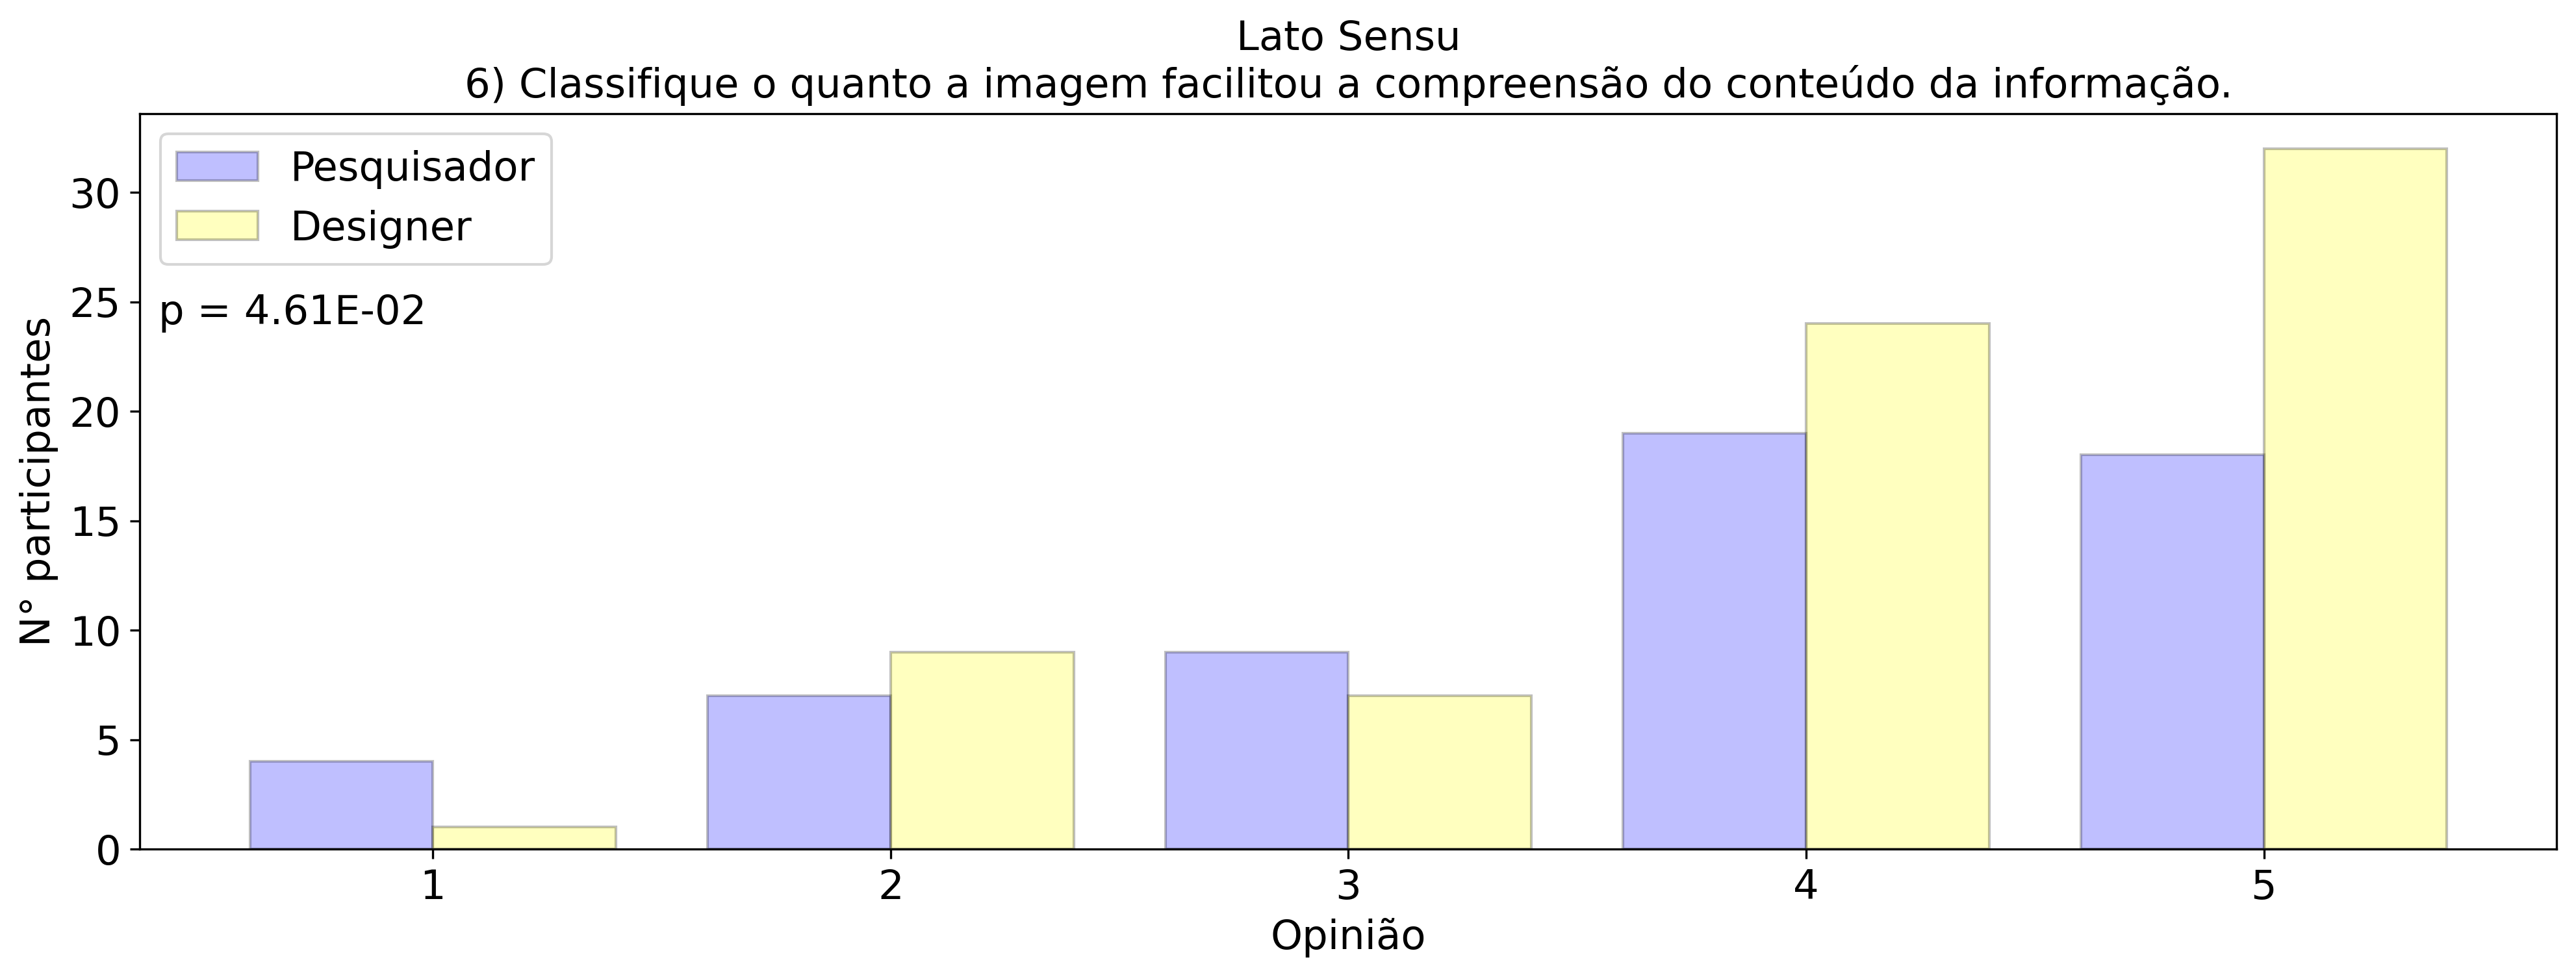 Lato Sensu
6) Classifique o quanto a imagem facilitou a compreensão do conteúdo da informação.
Pesquisador
Designer
p = 4.61E-02
N° participantes
30
25
20
15
10
5
0
1 2 3 4 5
Opinião